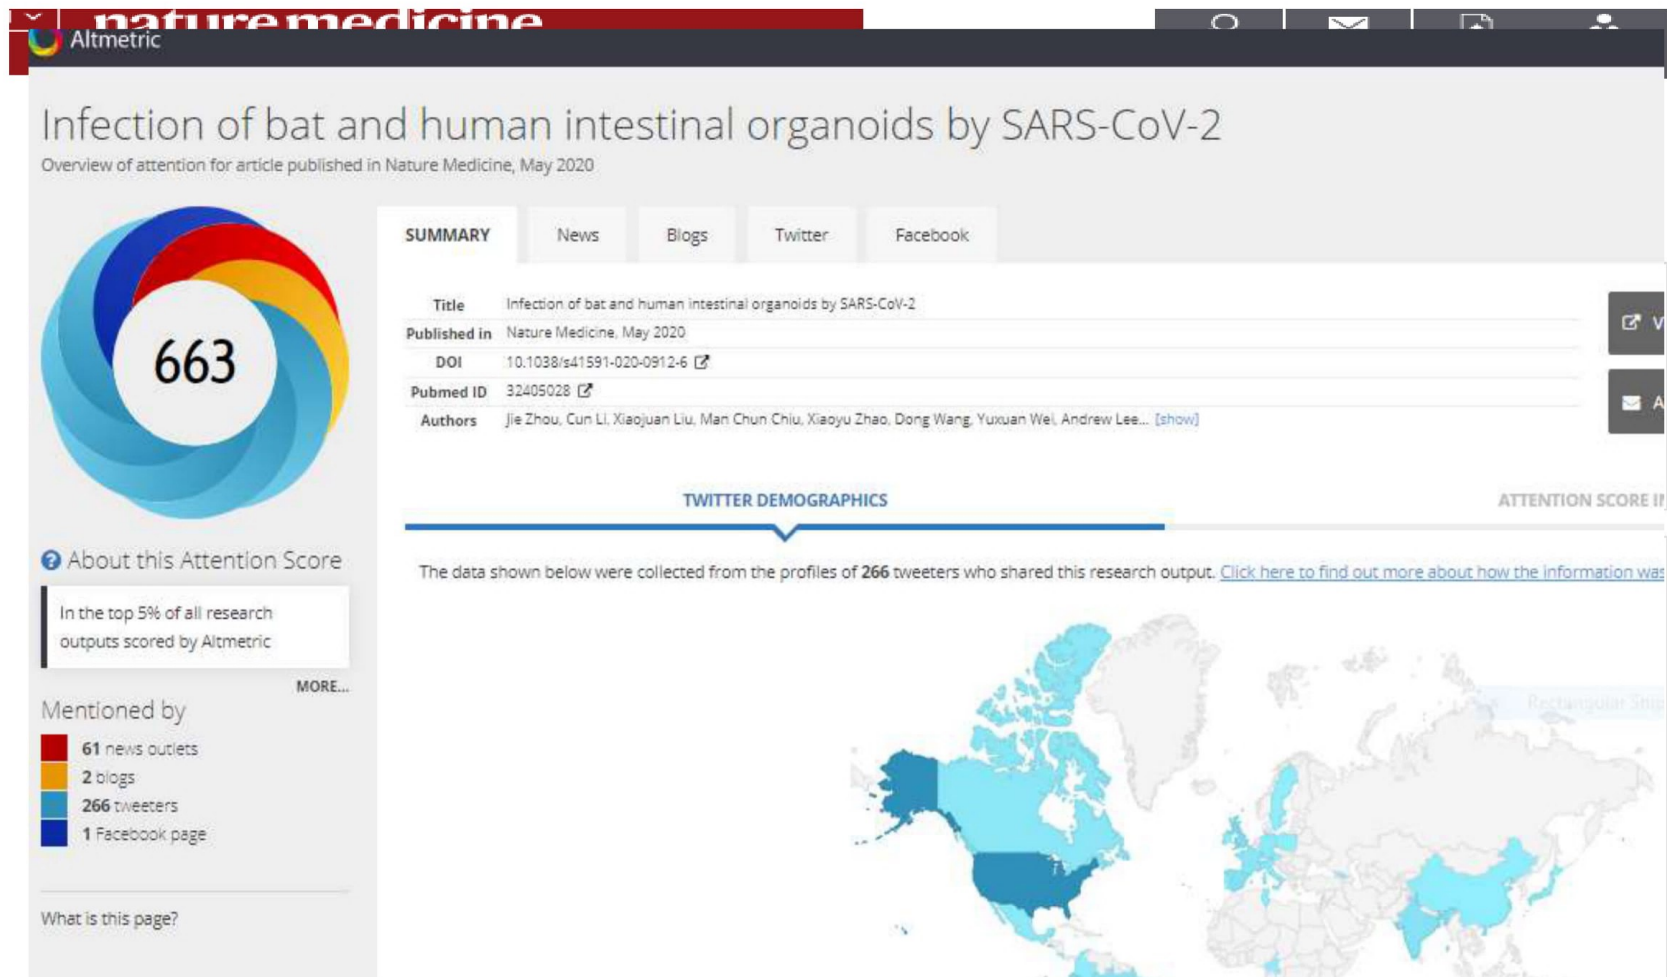 nature medicine
Altmetric
Infection of bat and human intestinal organoids by SARS-CoV-2
Overview of attention for article published in Nature Medicine, May 2020
663
SUMMARY News Blogs Twitter Facebook
Title Infection of bat and human intestinal organoids by SARS-CoV-2
Published in Nature Medicine, May 2020
DOI 10.1038/s41591-020-0912-6
Pubmed ID 32405028
Authors Jie Zhou, Cun Li, Xiaojuan Liu, Man Chun Chiu, Xiaoyu Zhao, Dong Wang, Yuxuan Wei, Andrew Lee... [show]
V
A
TWITTER DEMOGRAPHICS
ATTENTION SCORE I
The data shown below were collected from the profiles of 266 tweeters who shared this research output. Click here to find out more about how the information was
About this Attention Score
In the top 5% of all research
outputs scored by Altmetric
MORE...
Mentioned by
61 news outlets
2 blogs
266 tweeters
1 Facebook page
What is this page?
Rectangular Snip